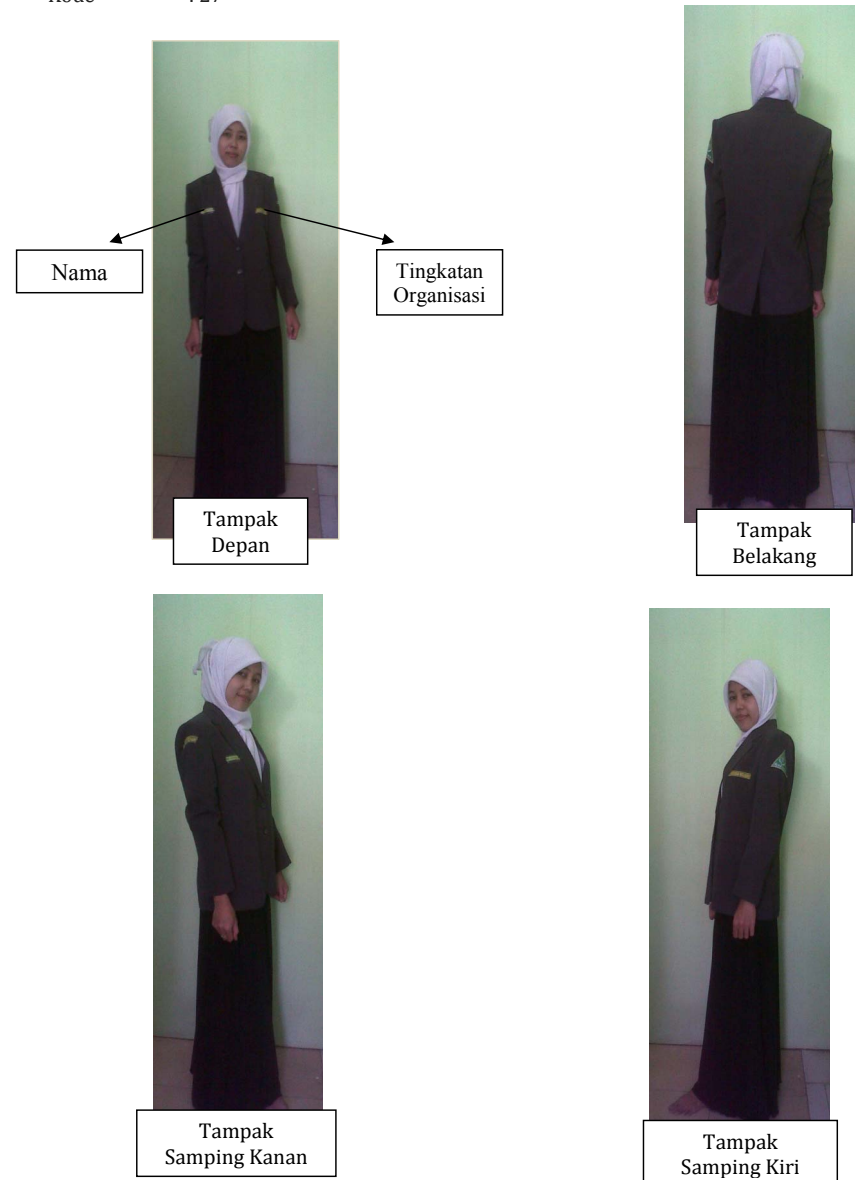 Nama
Tingkatan
Organisasi
Tampak
Depan
Tampak
Belakang
Tampak
Samping Kanan
Tampak
Samping Kiri